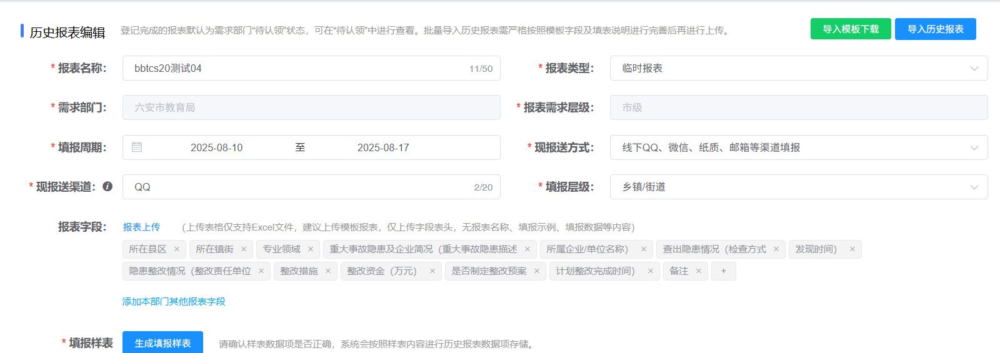 历史报表编辑 登记完成的报表默认为需求部门“待认领”状态，可在“待认领”中进行查看。批量导入历史报表需严格按照模板字段及填表说明进行完善后再进行上传。 导入模板下载 导入历史报表
* 报表名称： bbtcs20测试04 11/50 * 报表类型： 临时报表
* 需求部门： 六安市教育局 * 报表需求层级： 市级
* 填报周期： 2025-08-10 至 2025-08-17 * 现报送方式： 线下QQ、微信、纸质、邮箱等渠道填报
* 现报送渠道： i QQ 2/20 * 填报层级： 乡镇/街道
报表字段： 报表上传 （上传表格仅支持Excel文件，建议上传模板报表，仅上传字段表头，无报表名称、填报示例、填报数据等内容）
所在县区 × 所在镇街 × 专业领域 × 重大事故隐患及企业简况（重大事故隐患描述 × 所属企业/单位名称） × 查出隐患情况（检查方式 × 发现时间） ×
隐患整改情况（整改责任单位 × 整改措施 × 整改资金（万元） × 是否制定整改预案 × 计划整改完成时间） × 备注 × +
添加本部门其他报表字段
* 填报样表 生成填报样表 请确认样表数据项是否正确，系统会按照样表内容进行历史报表数据项存储。